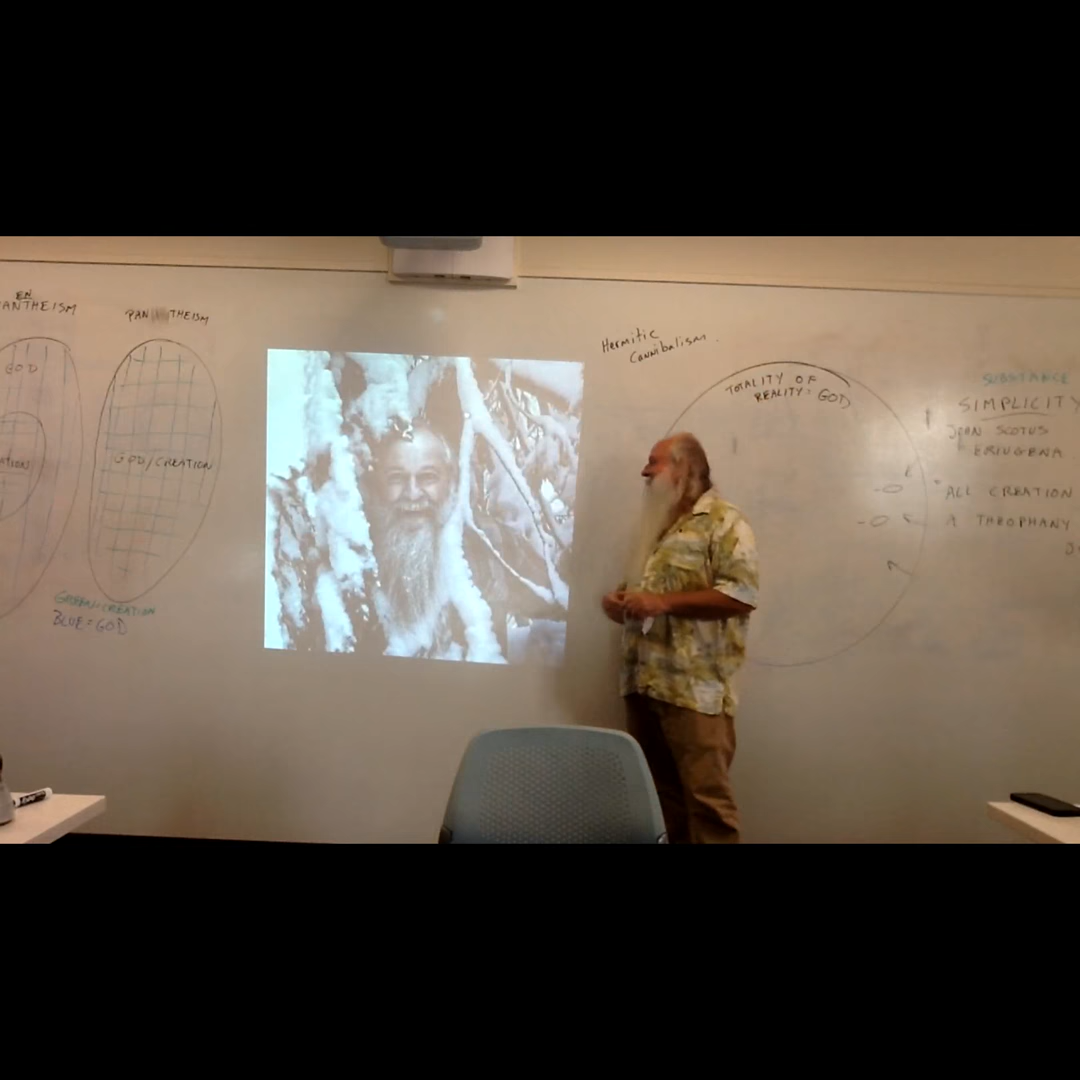 EN
ANTHEISM
GOD
ATION
PAN THEISM
GOD/CREATION
GREEN=CREATION
BLUE=GOD
Hermitic
Cannibalism.
TOTALITY OF
REALITY=GOD
SUBSTANCE
SIMPLICITY
JOHN SCOTUS
ERIUGENA
ALL CREATION
A THEOPHANY